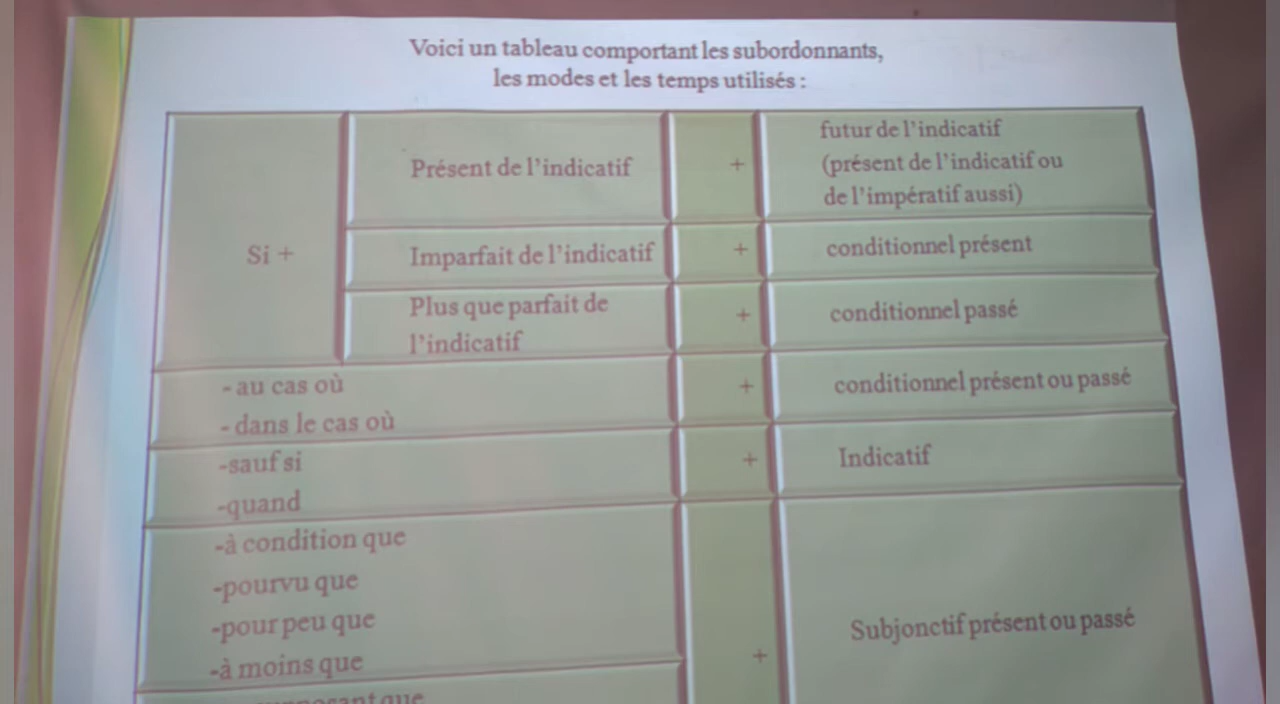 Voici un tableau comportant les subordonnants,
les modes et les temps utilisés :
Si +
Présent de l'indicatif
+
futur de l'indicatif
(présent de l'indicatif ou
de l'impératif aussi)
Imparfait de l'indicatif
+
conditionnel présent
Plus que parfait de
l'indicatif
+
conditionnel passé
- au cas où
- dans le cas où
+
conditionnel présent ou passé
-sauf si
-quand
+
Indicatif
-à condition que
-pourvu que
-pour peu que
-à moins que
+
Subjonctif présent ou passé
que